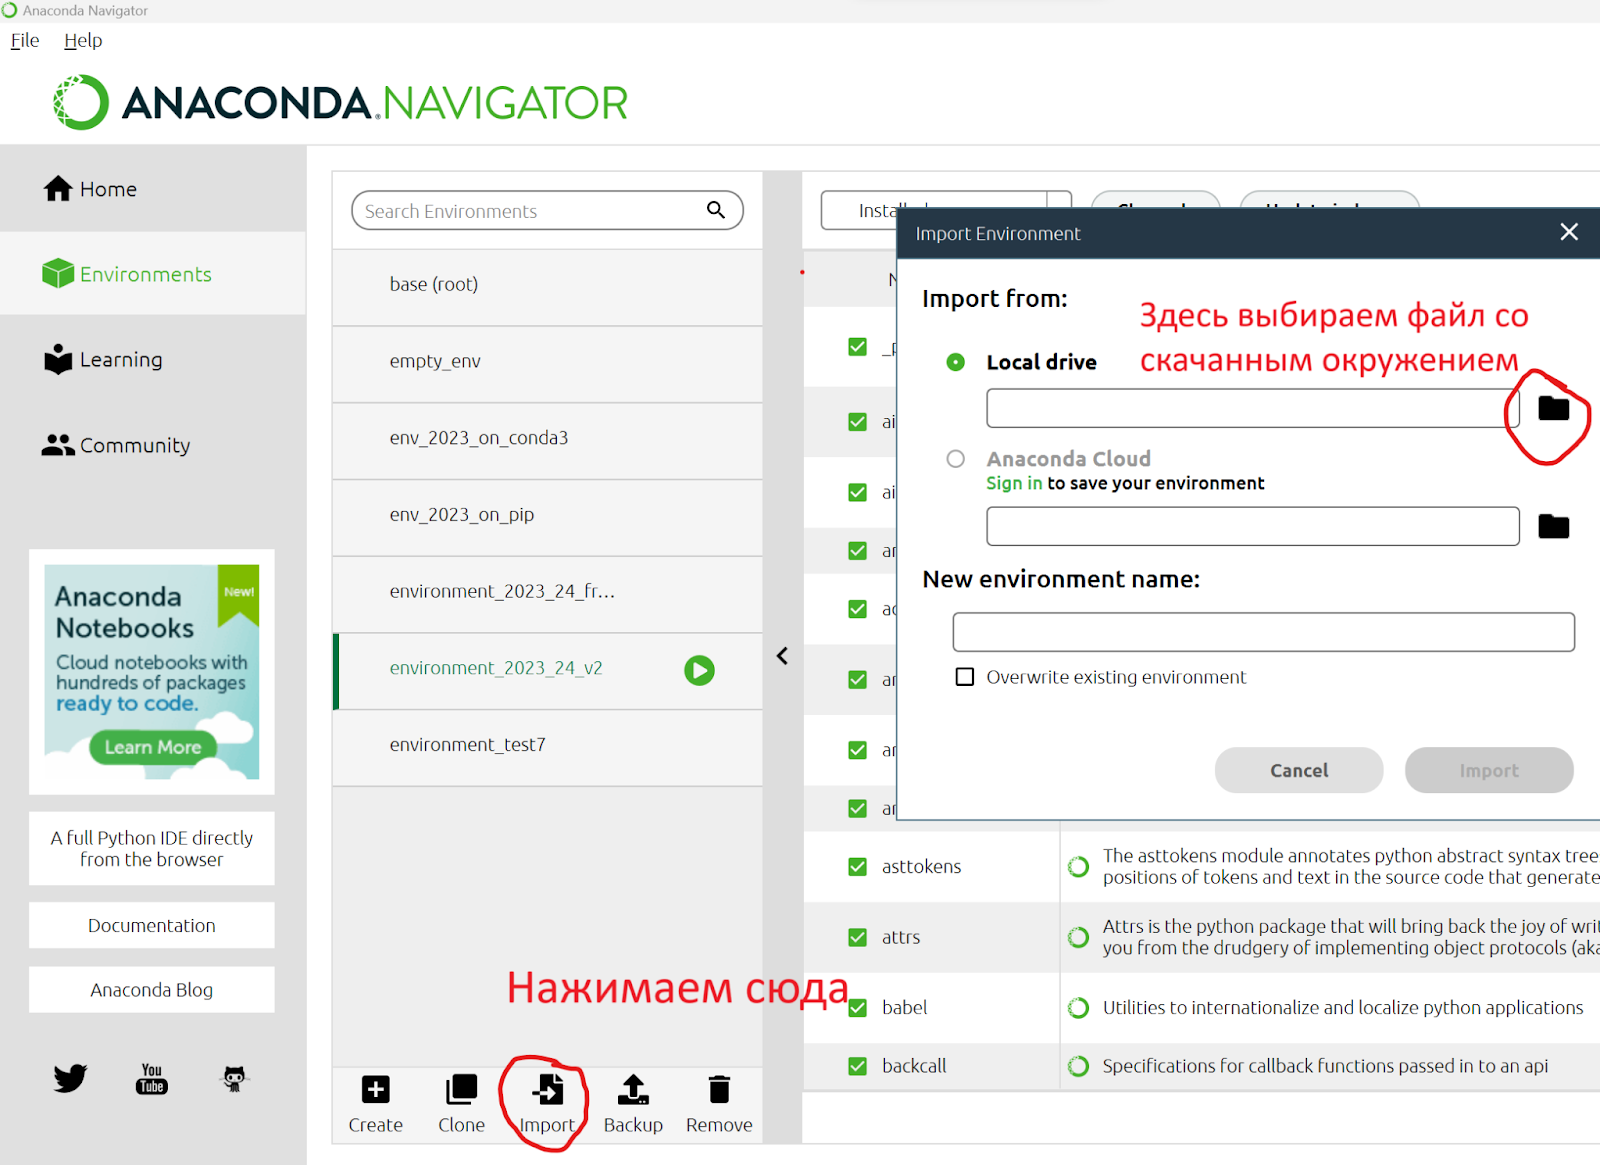 Anaconda Navigator
File Help
ANACONDA.NAVIGATOR
Home
Environments
Learning
Community
Anaconda
Notebooks
New!
Cloud notebooks with
hundreds of packages
ready to code.
Learn More
A full Python IDE directly
from the browser
Documentation
Anaconda Blog
You
Tube
Search Environments
base (root)
empty_env
env_2023_on_conda3
env_2023_on_pip
environment_2023_24_fr...
environment_2023_24_v2
environment_test7
Нажимаем сюда
Create Clone Import Backup Remove
Import Environment
Import from:
Здесь выбираем файл со
скачанным окружением
Local drive
Anaconda Cloud
Sign in to save your environment
New environment name:
Overwrite existing environment
Cancel Import
asttokens The asttokens module annotates python abstract syntax tree
positions of tokens and text in the source code that generate
attrs Attrs is the python package that will bring back the joy of writ
you from the drudgery of implementing object protocols (aka
babel Utilities to internationalize and localize python applications
backcall Specifications for callback functions passed in to an api